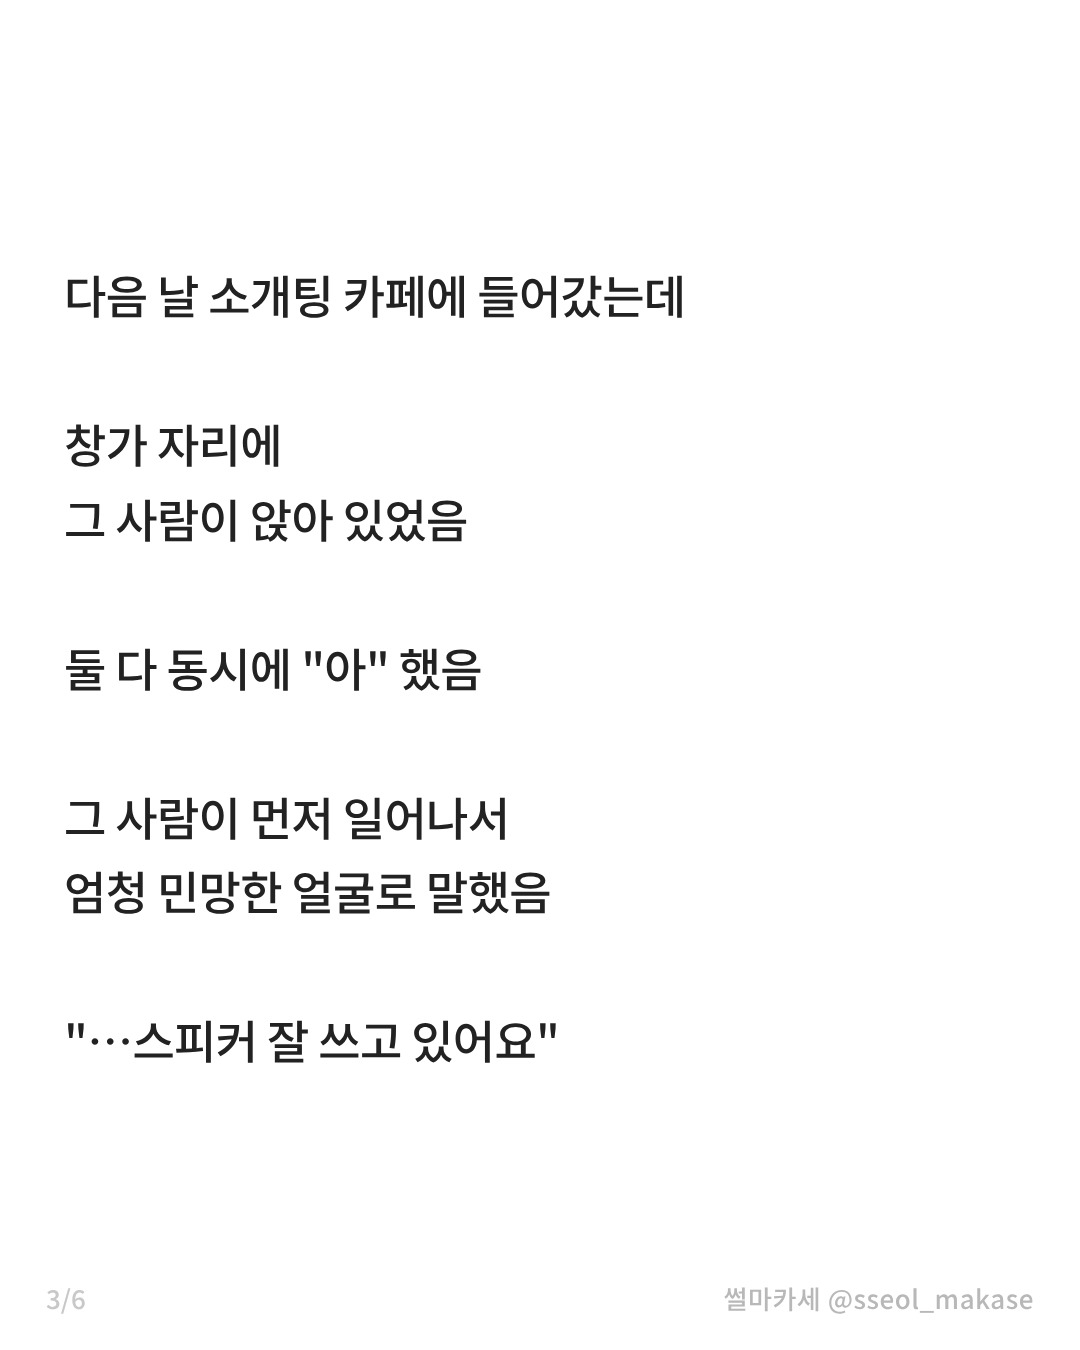 다음 날 소개팅 카페에 들어갔는데
창가 자리에
그 사람이 앉아 있었음
둘 다 동시에 "아" 했음
그 사람이 먼저 일어나서
엄청 민망한 얼굴로 말했음
"…스피커 잘 쓰고 있어요"
3/6
썰마카세 @sseol_makase